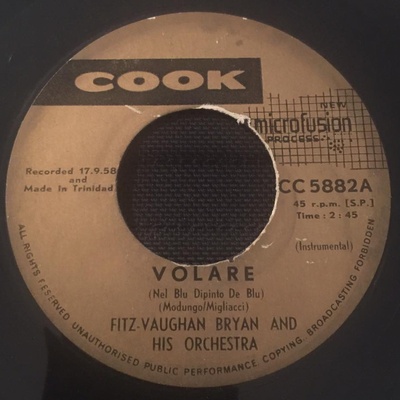 COOK
NEW
microfusion
PROCESS
Recorded 17.9.58
and
Made in Trinidad.
CC 5882A
45 r.p.m. [S.P.]
Time : 2 : 45
(Instrumental)
VOLARE
(Nel Blu Dipinto De Blu)
(Modungo/Migliacci)
FITZ-VAUGHAN BRYAN AND
HIS ORCHESTRA
ALL RIGHTS RESERVED UNAUTHORISED PUBLIC PERFORMANCE COPYING, BROADCASTING FORBIDDEN